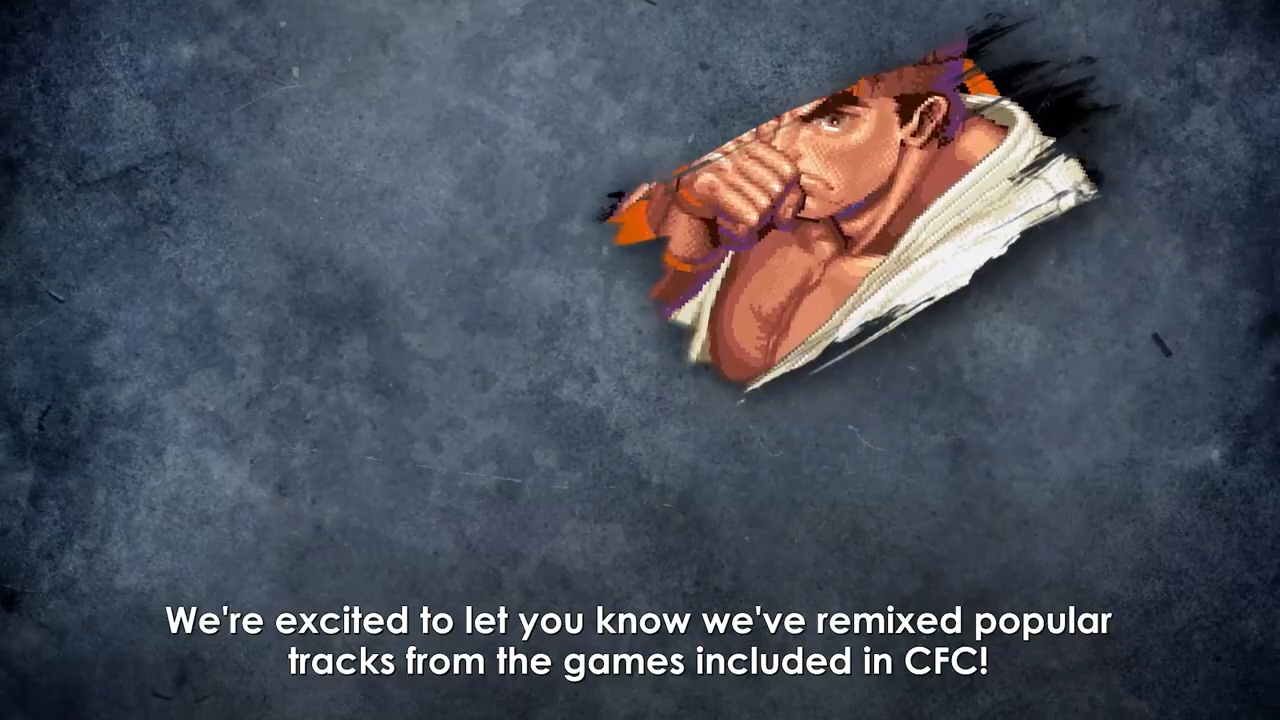 We're excited to let you know we've remixed popular
tracks from the games included in CFC!